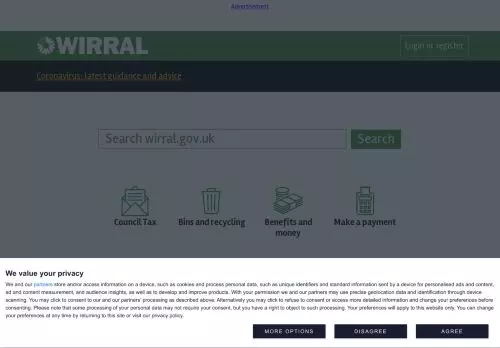 Advertisement
WIRRAL
Login or register
Coronavirus: latest guidance and advice
Search wirral.gov.uk
Search
Council Tax
Bins and recycling
Benefits and
money
Make a payment
We value your privacy
We and our partners store and/or access information on a device, such as cookies and process personal data, such as unique identifiers and standard information sent by a device for personalised ads and content,
ad and content measurement, and audience insights, as well as to develop and improve products. With your permission we and our partners may use precise geolocation data and identification through device
scanning. You may click to consent to our and our partners' processing as described above. Alternatively you may click to refuse to consent or access more detailed information and change your preferences before
consenting. Please note that some processing of your personal data may not require your consent, but you have a right to object to such processing. Your preferences will apply to this website only. You can change
your preferences at any time by returning to this site or visit our privacy policy.
MORE OPTIONS
DISAGREE
AGREE